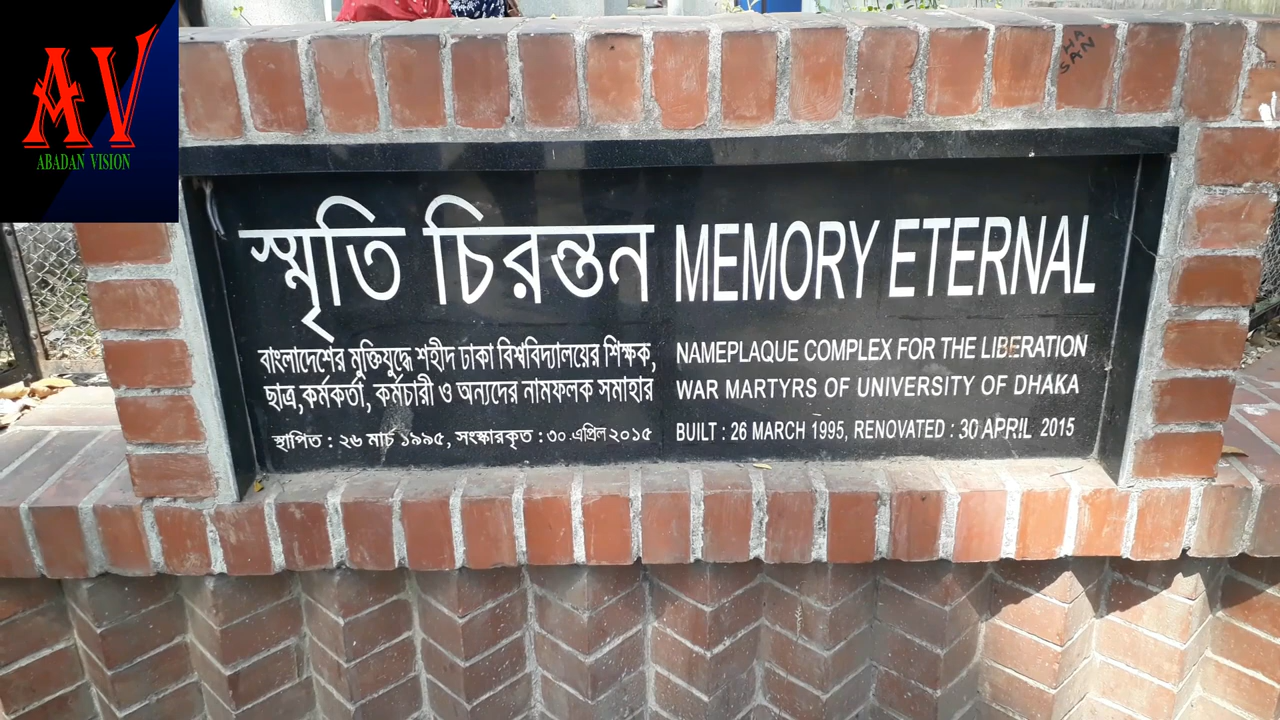 AV
ABADAN VISION
HA
SAN
স্মৃতি চিরন্তন
বাংলাদেশের মুক্তিযুদ্ধে শহীদ ঢাকা বিশ্ববিদ্যালয়ের শিক্ষক,
ছাত্র,কর্মকর্তা, কর্মচারী ও অন্যদের নামফলক সমাহার
স্থাপিত : ২৬ মার্চ ১৯৯৫, সংস্কারকৃত : ৩০ এপ্রিল ২০১৫
MEMORY ETERNAL
NAMEPLAQUE COMPLEX FOR THE LIBERATION
WAR MARTYRS OF UNIVERSITY OF DHAKA
BUILT : 26 MARCH 1995, RENOVATED : 30 APRIL 2015